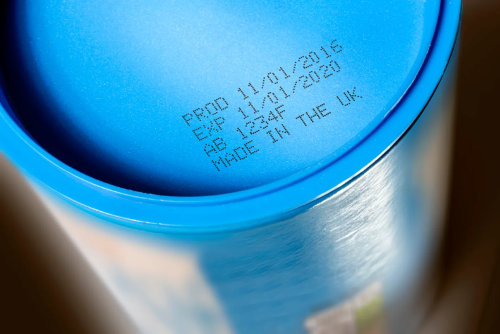 PROD 11/01/2016
EXP 11/01/2020
AB 1234F
MADE IN THE UK